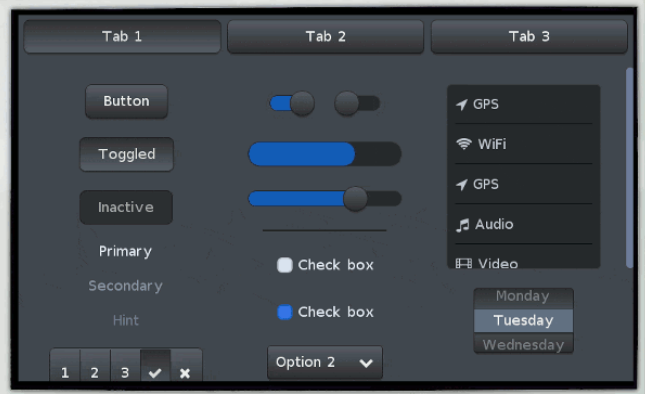 Tab 1
Tab 2
Tab 3
Button
Toggled
Inactive
Primary
Secondary
Hint
1 2 3
Check box
Check box
Option 2
GPS
WiFi
GPS
Audio
Video
Monday
Tuesday
Wednesday